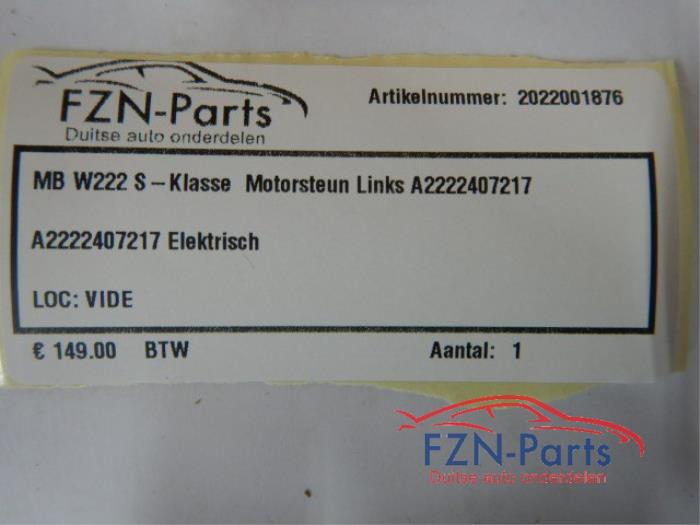 FZN-Parts
Duitse auto onderdelen
Artikelnummer: 2022001876
MB W222 S – Klasse Motorsteun Links A2222407217
A2222407217 Elektrisch
LOC: VIDE
€ 149.00 BTW Aantal: 1
FZN-Parts
Duitse auto onderdelen